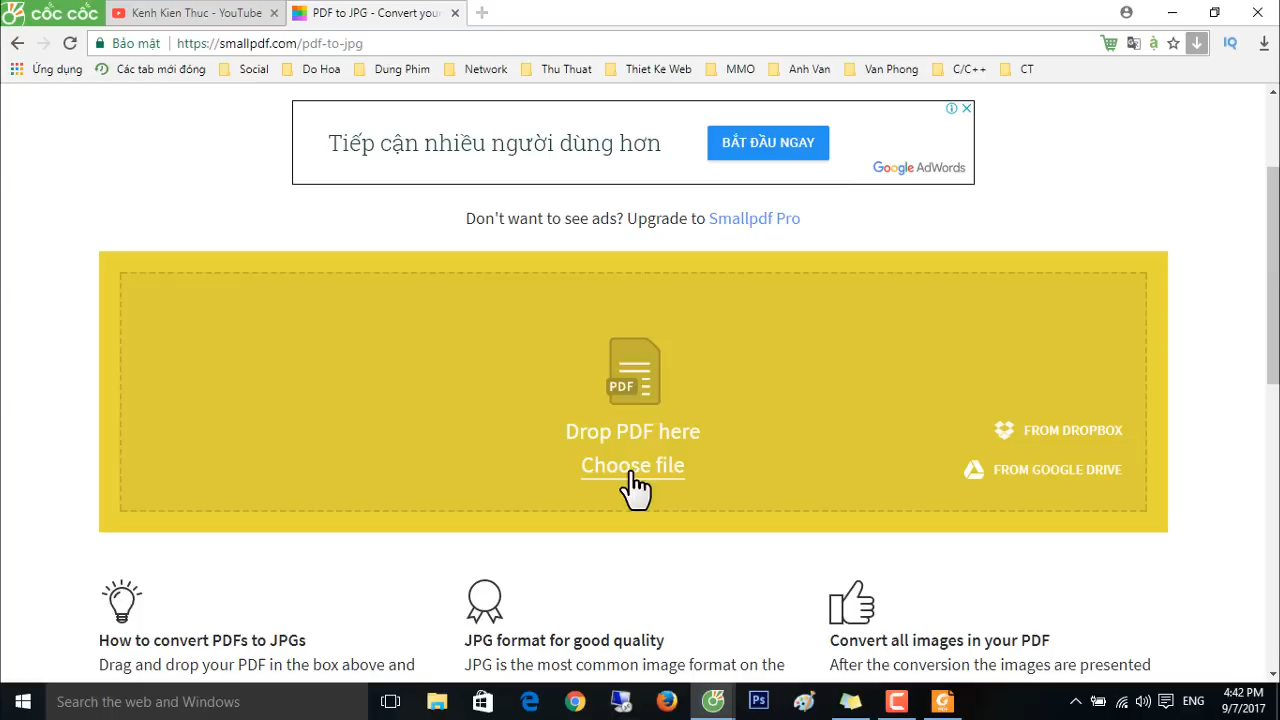 cốc cốc
Kenh Kien Thuc - YouTube
PDF to JPG - Convert your
Bảo mật
https://smallpdf.com/pdf-to-jpg
à
IQ
Ứng dụng
Các tab mới đóng
Social
Do Hoa
Dung Phim
Network
Thu Thuat
Thiet Ke Web
MMO
Anh Van
Van Phong
C/C++
CT
Tiếp cận nhiều người dùng hơn
BẮT ĐẦU NGAY
Google AdWords
Don't want to see ads? Upgrade to Smallpdf Pro
PDF
Drop PDF here
Choose file
FROM DROPBOX
FROM GOOGLE DRIVE
How to convert PDFs to JPGs
Drag and drop your PDF in the box above and
JPG format for good quality
JPG is the most common image format on the
Convert all images in your PDF
After the conversion the images are presented
Search the web and Windows
Ps
ENG
4:42 PM
9/7/2017